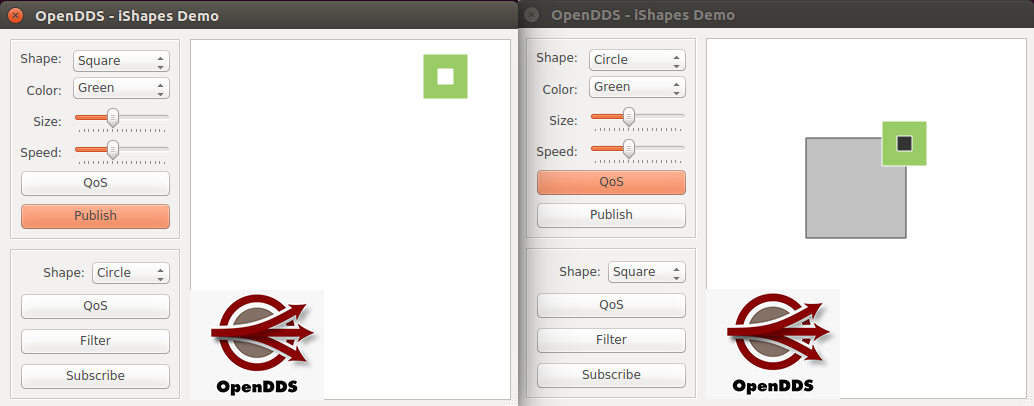 OpenDDS - iShapes Demo
Shape: Square
Color: Green
Size:
Speed:
QoS
Publish
Shape: Circle
QoS
Filter
Subscribe
OpenDDS
OpenDDS - iShapes Demo
Shape: Circle
Color: Green
Size:
Speed:
QoS
Publish
Shape: Square
QoS
Filter
Subscribe
OpenDDS